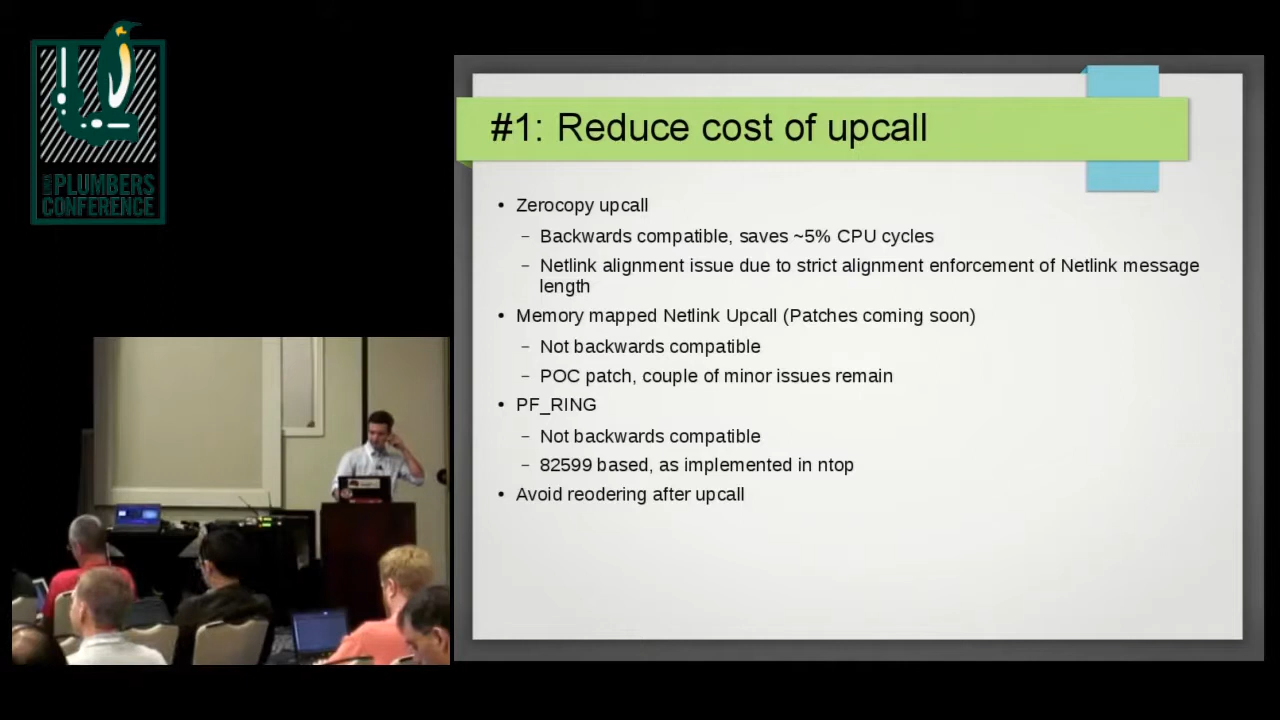 LINUX
PLUMBERS
CONFERENCE
#1: Reduce cost of upcall
• Zerocopy upcall
– Backwards compatible, saves ~5% CPU cycles
– Netlink alignment issue due to strict alignment enforcement of Netlink message
length
• Memory mapped Netlink Upcall (Patches coming soon)
– Not backwards compatible
– POC patch, couple of minor issues remain
• PF_RING
– Not backwards compatible
– 82599 based, as implemented in ntop
• Avoid reodering after upcall